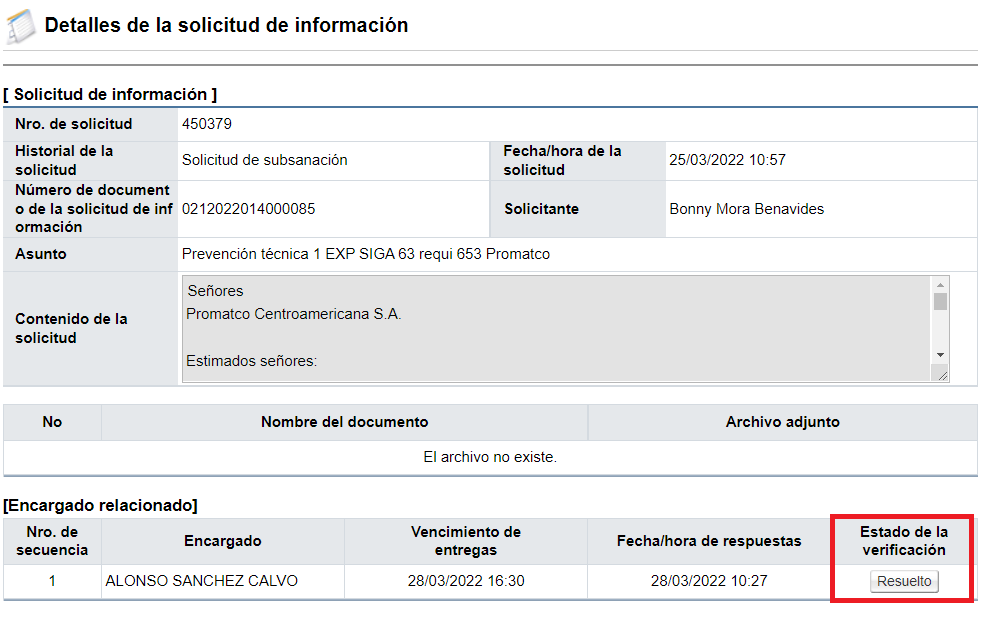 Detalles de la solicitud de información
[ Solicitud de información ]
Nro. de solicitud 450379
Historial de la
solicitud
Solicitud de subsanación
Fecha/hora de la
solicitud
25/03/2022 10:57
Número de document
o de la solicitud de inf
ormación
0212022014000085
Solicitante
Bonny Mora Benavides
Asunto Prevención técnica 1 EXP SIGA 63 requi 653 Promatco
Contenido de la
solicitud
Señores
Promatco Centroamericana S.A.
Estimados señores:
No Nombre del documento Archivo adjunto
El archivo no existe.
[Encargado relacionado]
Nro. de
secuencia
Encargado
Vencimiento de
entregas
Fecha/hora de respuestas
Estado de la
verificación
1 ALONSO SANCHEZ CALVO 28/03/2022 16:30 28/03/2022 10:27 Resuelto